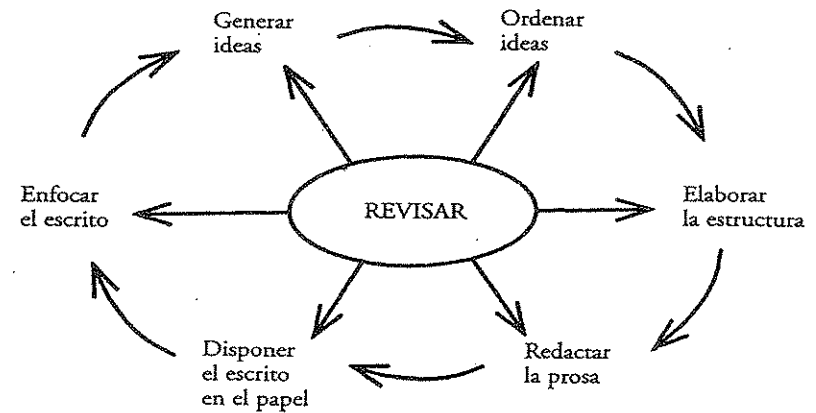 Generar
ideas
Ordenar
ideas
Enfocar
el escrito
REVISAR
Elaborar
la estructura
Disponer
el escrito
en el papel
Redactar
la prosa